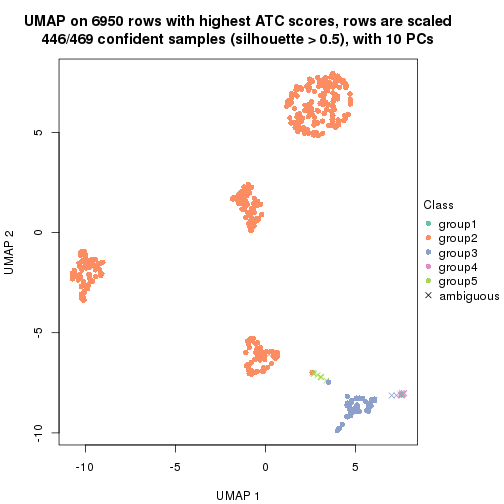 UMAP on 6950 rows with highest ATC scores, rows are scaled
446/469 confident samples (silhouette > 0.5), with 10 PCs
5
0
-5
-10
UMAP 2
-10
-5
0
5
UMAP 1
Class
group1
group2
group3
group4
group5
ambiguous